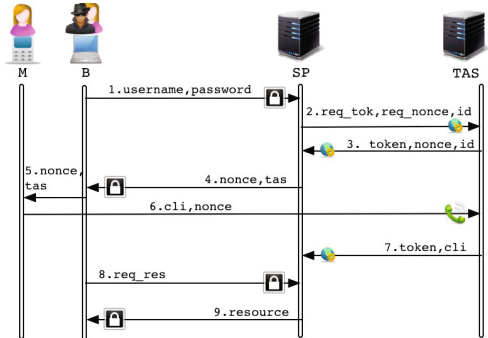 M B SP TAS
1.username,password
2.req_tok,req_nonce,id
3. token,nonce,id
5.nonce,
tas
4.nonce,tas
6.cli,nonce
7.token,cli
8.req_res
9.resource